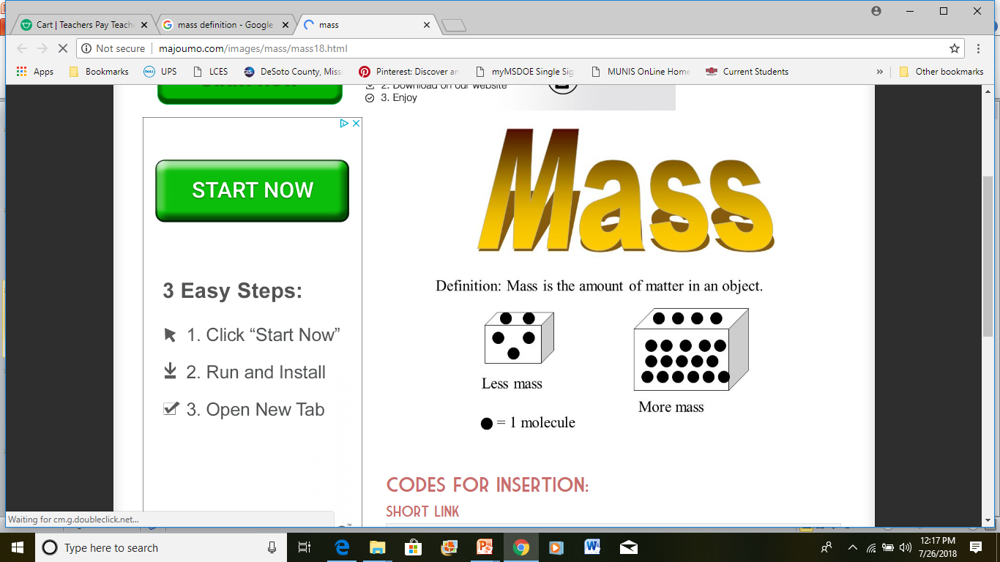 Cart | Teachers Pay Teache
mass definition - Google
mass
Not secure | majoumo.com/images/mass/mass18.html
Apps
Bookmarks
UPS
LCES
DeSoto County, Miss
Pinterest: Discover an
myMSDOE Single Sig
MUNIS OnLine Home
Current Students
»
Other bookmarks
2. Download on our website
3. Enjoy
START NOW
3 Easy Steps:
1. Click “Start Now”
2. Run and Install
3. Open New Tab
Mass
Definition: Mass is the amount of matter in an object.
Less mass
More mass
= 1 molecule
CODES FOR INSERTION:
SHORT LINK
Waiting for cm.g.doubleclick.net...
Type here to search
12:17 PM
7/26/2018